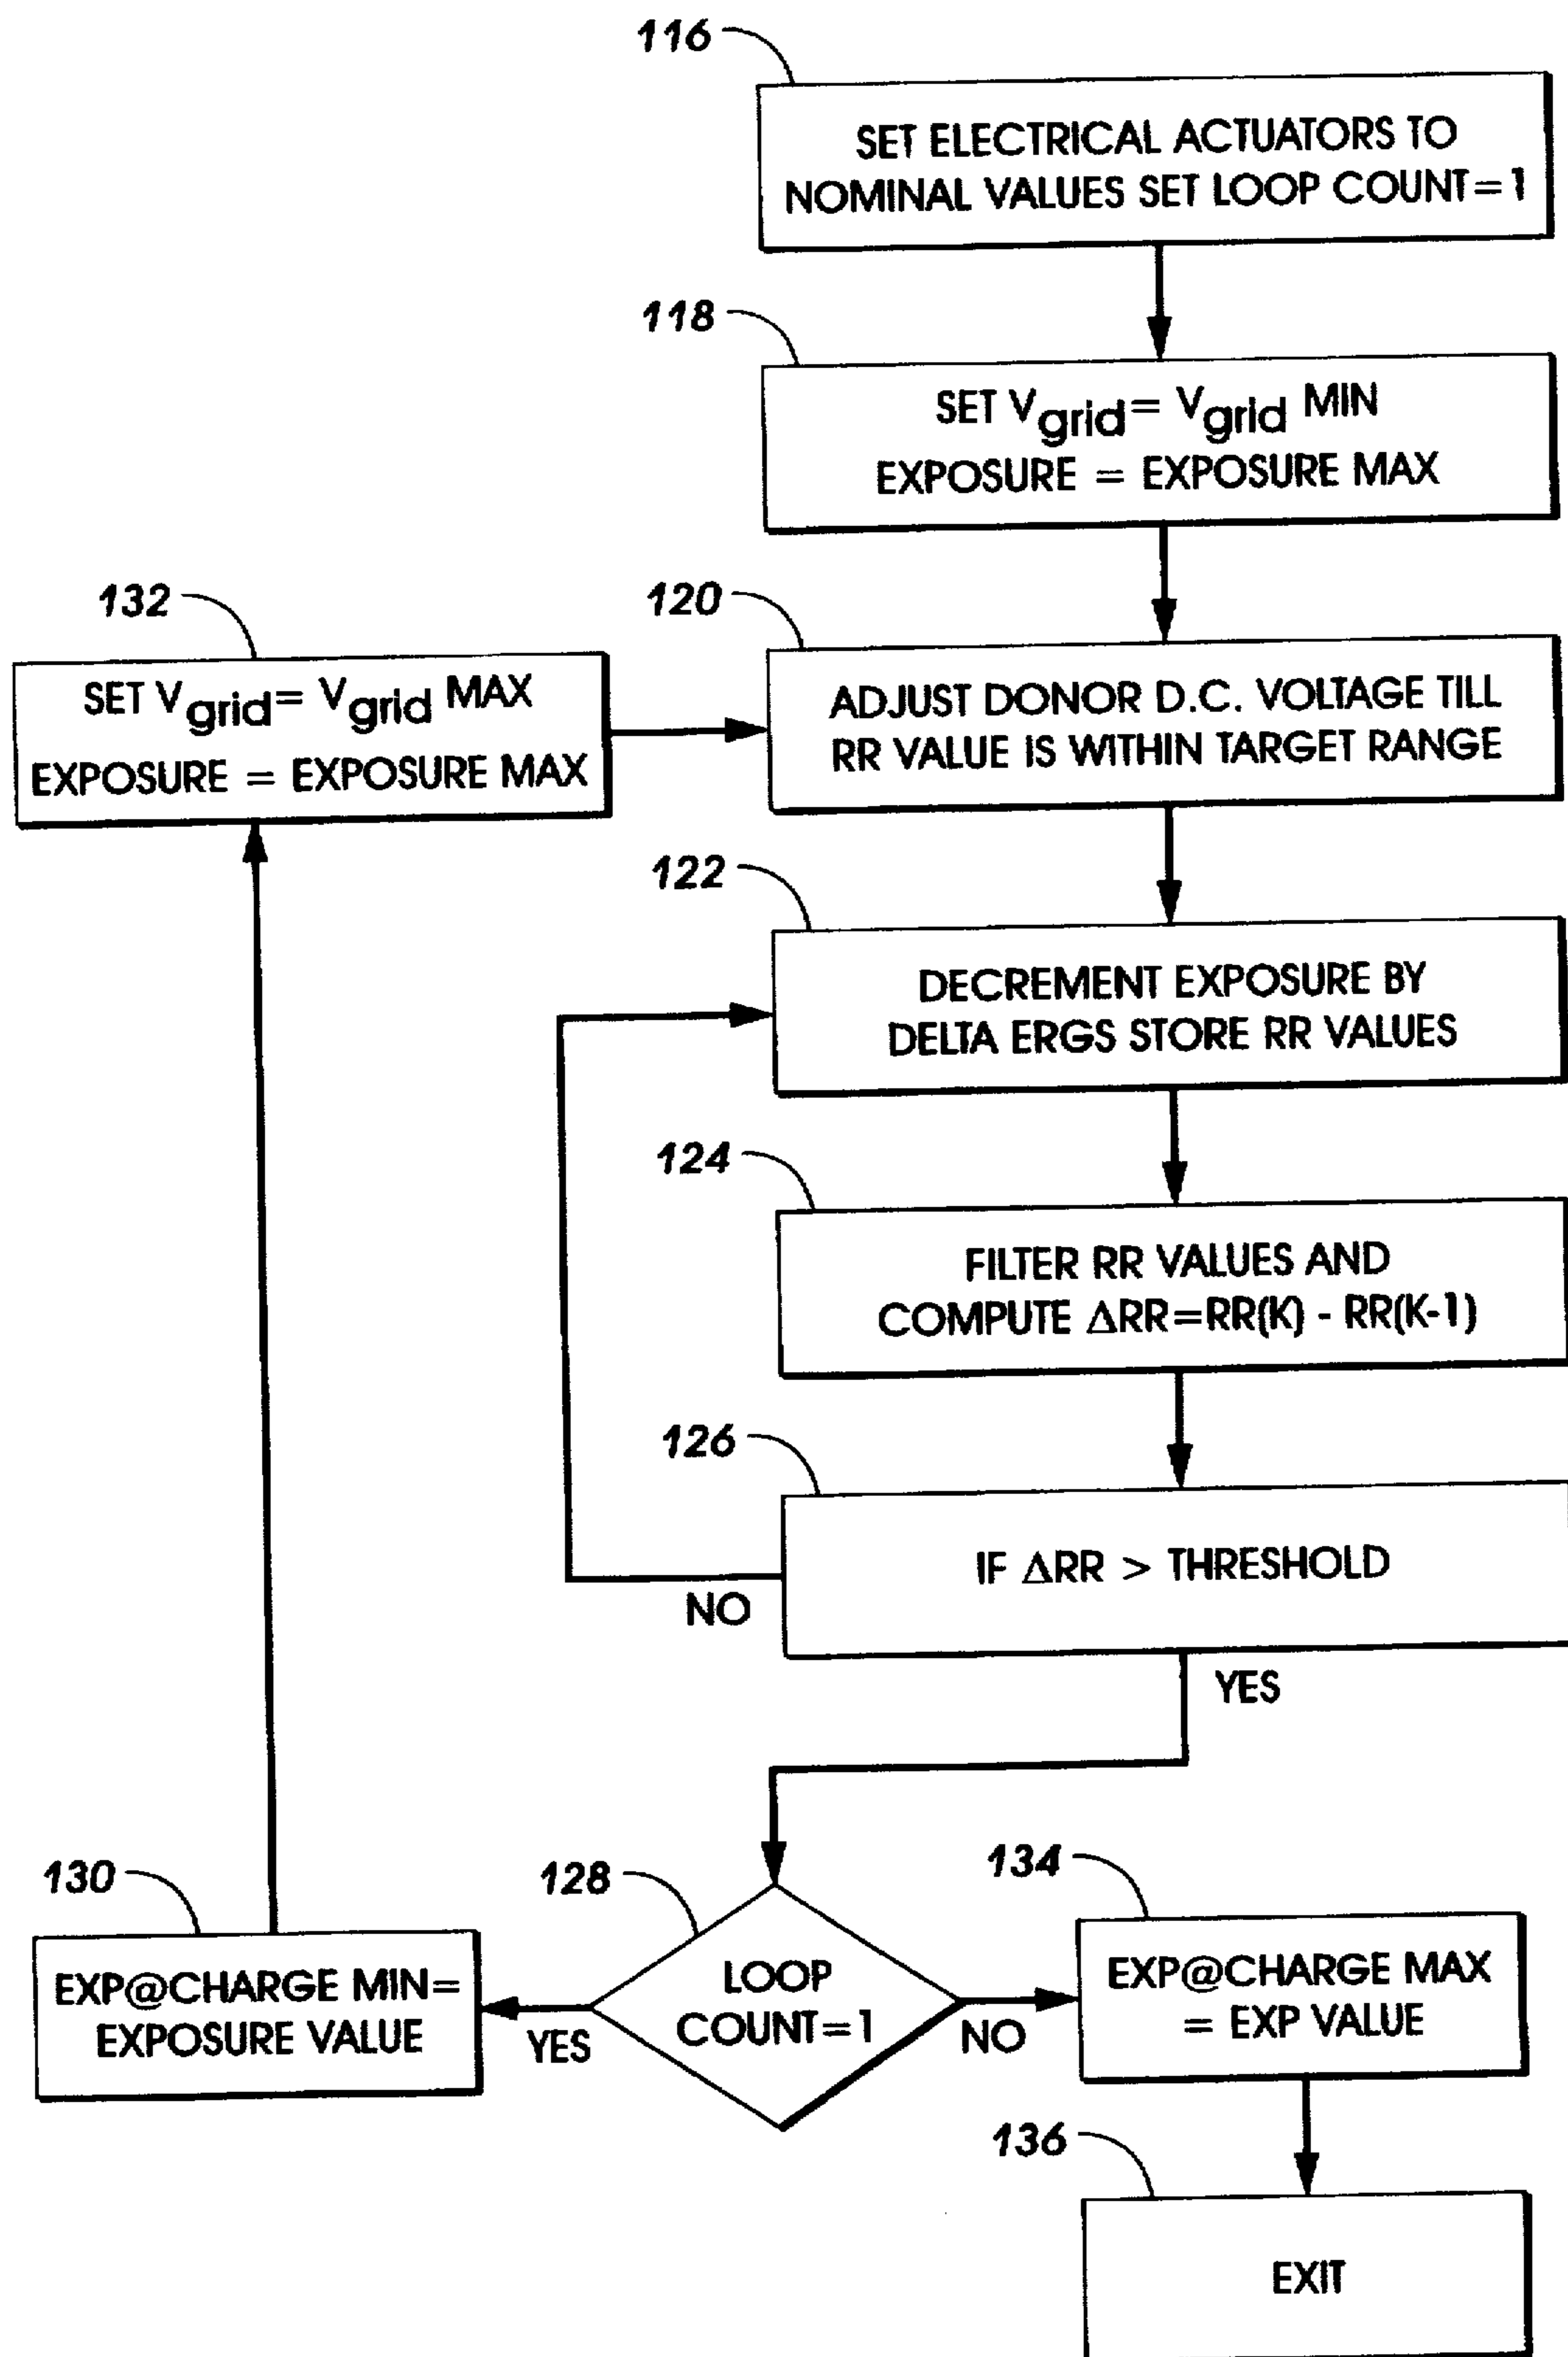 116
SET ELECTRICAL ACTUATORS TO
NOMINAL VALUES SET LOOP COUNT=1
118
SET Vgrid= Vgrid MIN
EXPOSURE = EXPOSURE MAX
132
SET Vgrid= Vgrid MAX
EXPOSURE = EXPOSURE MAX
120
ADJUST DONOR D.C. VOLTAGE TILL
RR VALUE IS WITHIN TARGET RANGE
122
DECREMENT EXPOSURE BY
DELTA ERGS STORE RR VALUES
124
FILTER RR VALUES AND
COMPUTE ΔRR=RR(K) - RR(K-1)
126
IF ΔRR > THRESHOLD
NO
YES
128
LOOP
COUNT=1
YES
NO
130
EXP@CHARGE MIN=
EXPOSURE VALUE
134
EXP@CHARGE MAX
= EXP VALUE
136
EXIT